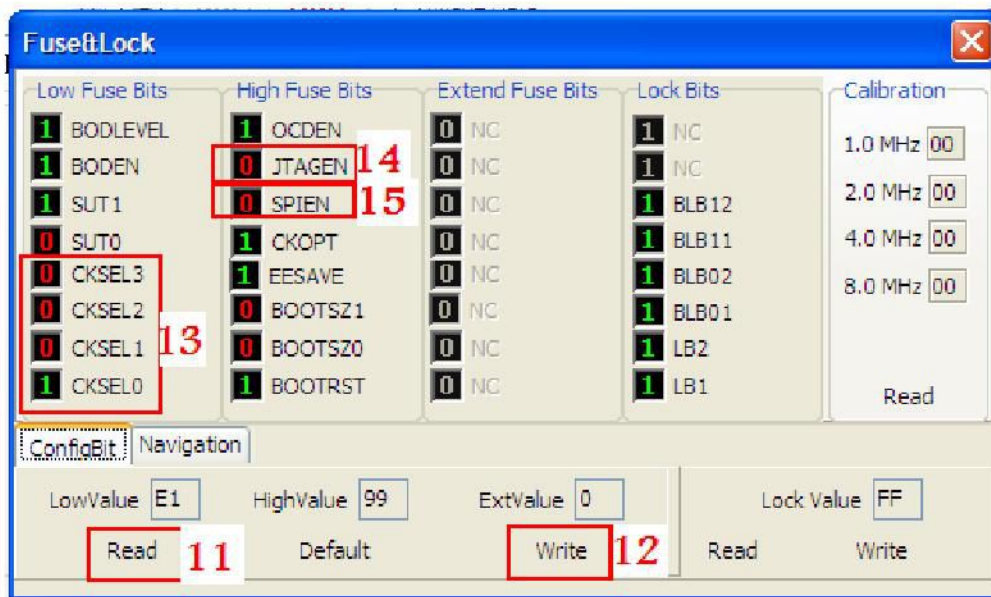 Fuse&Lock
Low Fuse Bits
1 BODLEVEL
1 BODEN
1 SUT1
0 SUT0
0 CKSEL3
0 CKSEL2
0 CKSEL1
1 CKSEL0
13
High Fuse Bits
1 OCDEN
0 JTAGEN
14
0 SPIEN
15
1 CKOPT
1 EESAVE
0 BOOTSZ1
0 BOOTSZ0
1 BOOTRST
Extend Fuse Bits
0 NC
0 NC
0 NC
0 NC
0 NC
0 NC
0 NC
0 NC
Lock Bits
1 NC
1 NC
1 BLB12
1 BLB11
1 BLB02
1 BLB01
1 LB2
1 LB1
Calibration
1.0 MHz 00
2.0 MHz 00
4.0 MHz 00
8.0 MHz 00
Read
ConfigBit Navigation
LowValue E1 HighValue 99 ExtValue 0 Lock Value FF
Read 11 Default Write 12 Read Write